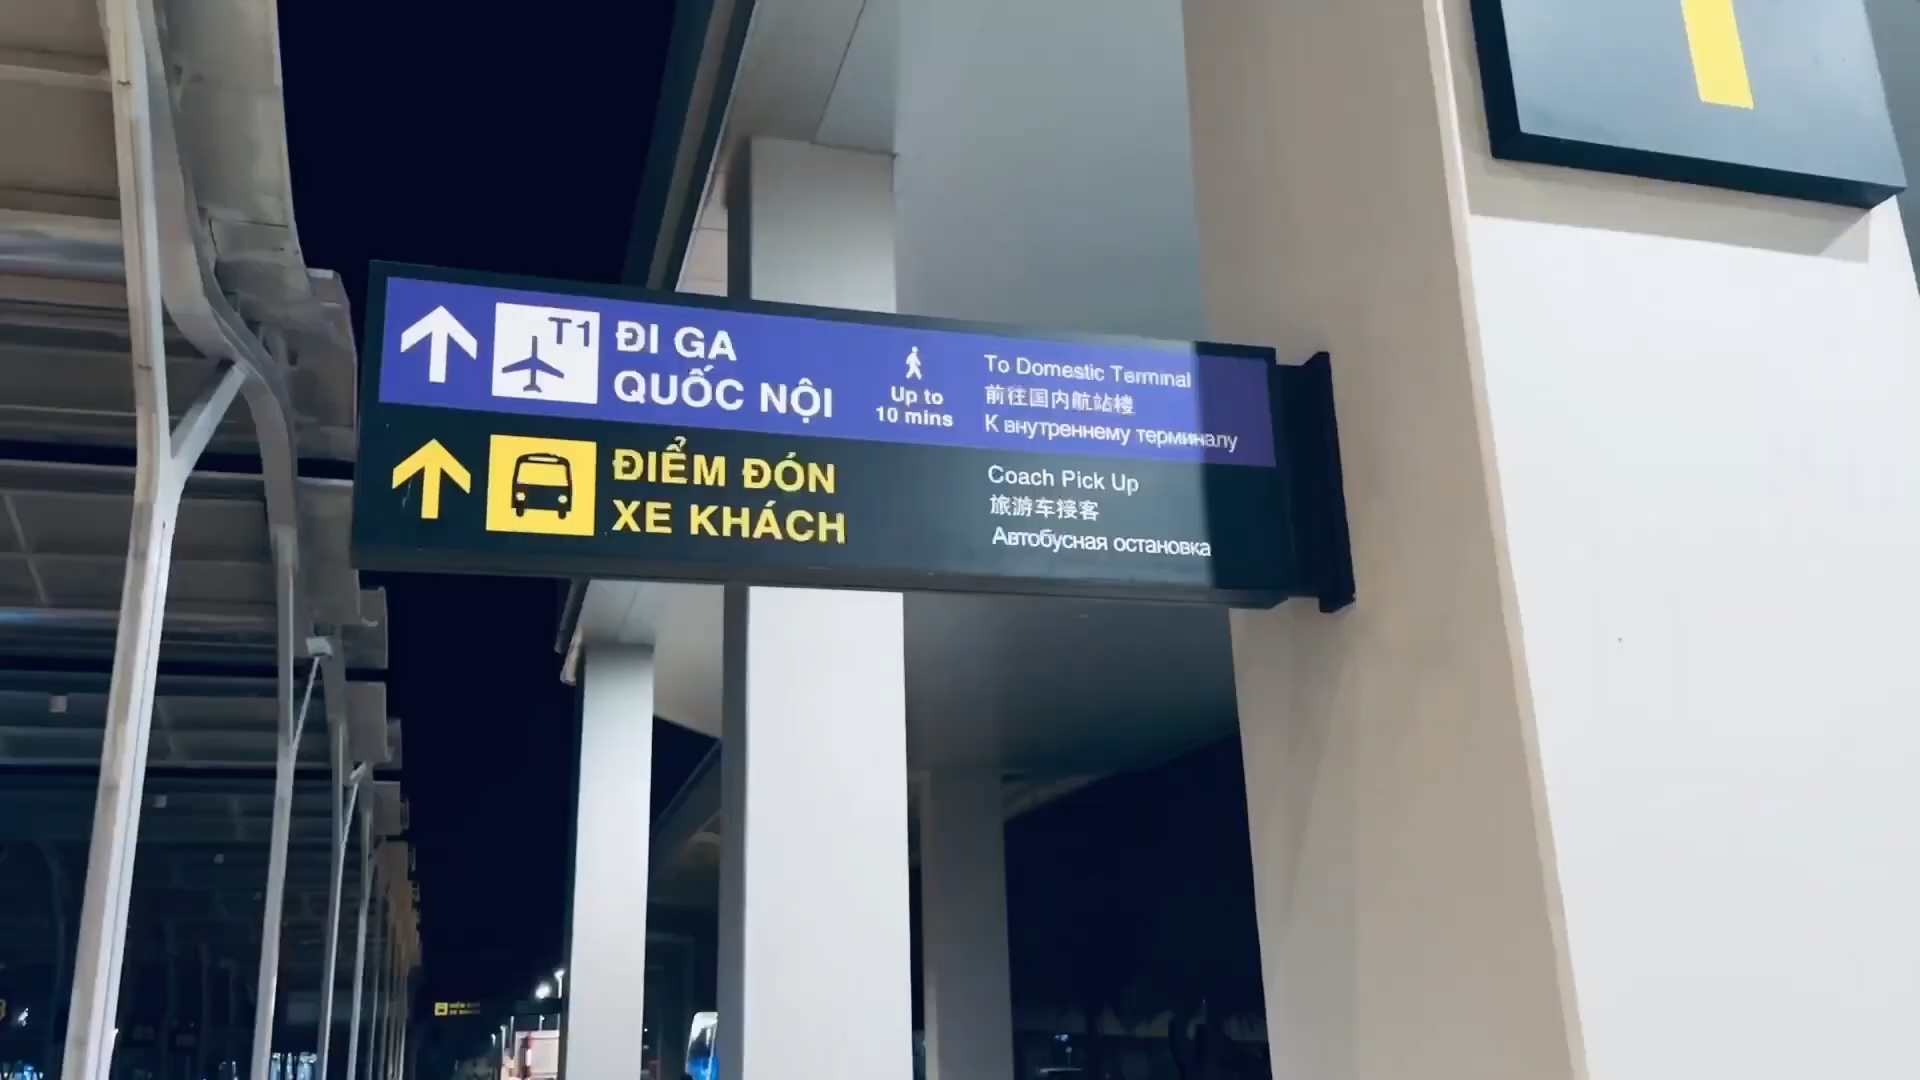 T1
ĐI GA
QUỐC NỘI
Up to
10 mins
To Domestic Terminal
前往国内航站楼
К внутреннему терминалу
ĐIỂM ĐÓN
XE KHÁCH
Coach Pick Up
旅游车接客
Автобусная остановка